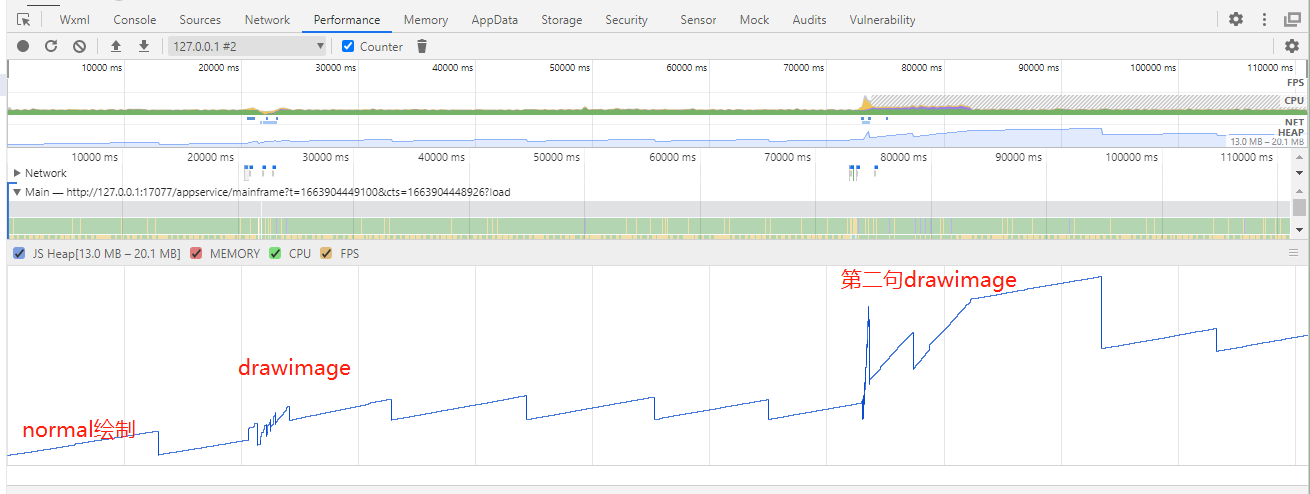 Wxml Console Sources Network Performance Memory AppData Storage Security Sensor Mock Audits Vulnerability
127.0.0.1 #2 Counter
10000 ms 20000 ms 30000 ms 40000 ms 50000 ms 60000 ms 70000 ms 80000 ms 90000 ms 100000 ms 110000 ms
FPS
CPU
NET
HEAP
13.0 MB – 20.1 MB
10000 ms 20000 ms 30000 ms 40000 ms 50000 ms 60000 ms 70000 ms 80000 ms 90000 ms 100000 ms 110000 ms
Network
Main — http://127.0.0.1:17077/appservice/mainframe?t=1663904449100&cts=1663904448926?load
JS Heap[13.0 MB – 20.1 MB] MEMORY CPU FPS
第二句drawimage
drawimage
normal绘制